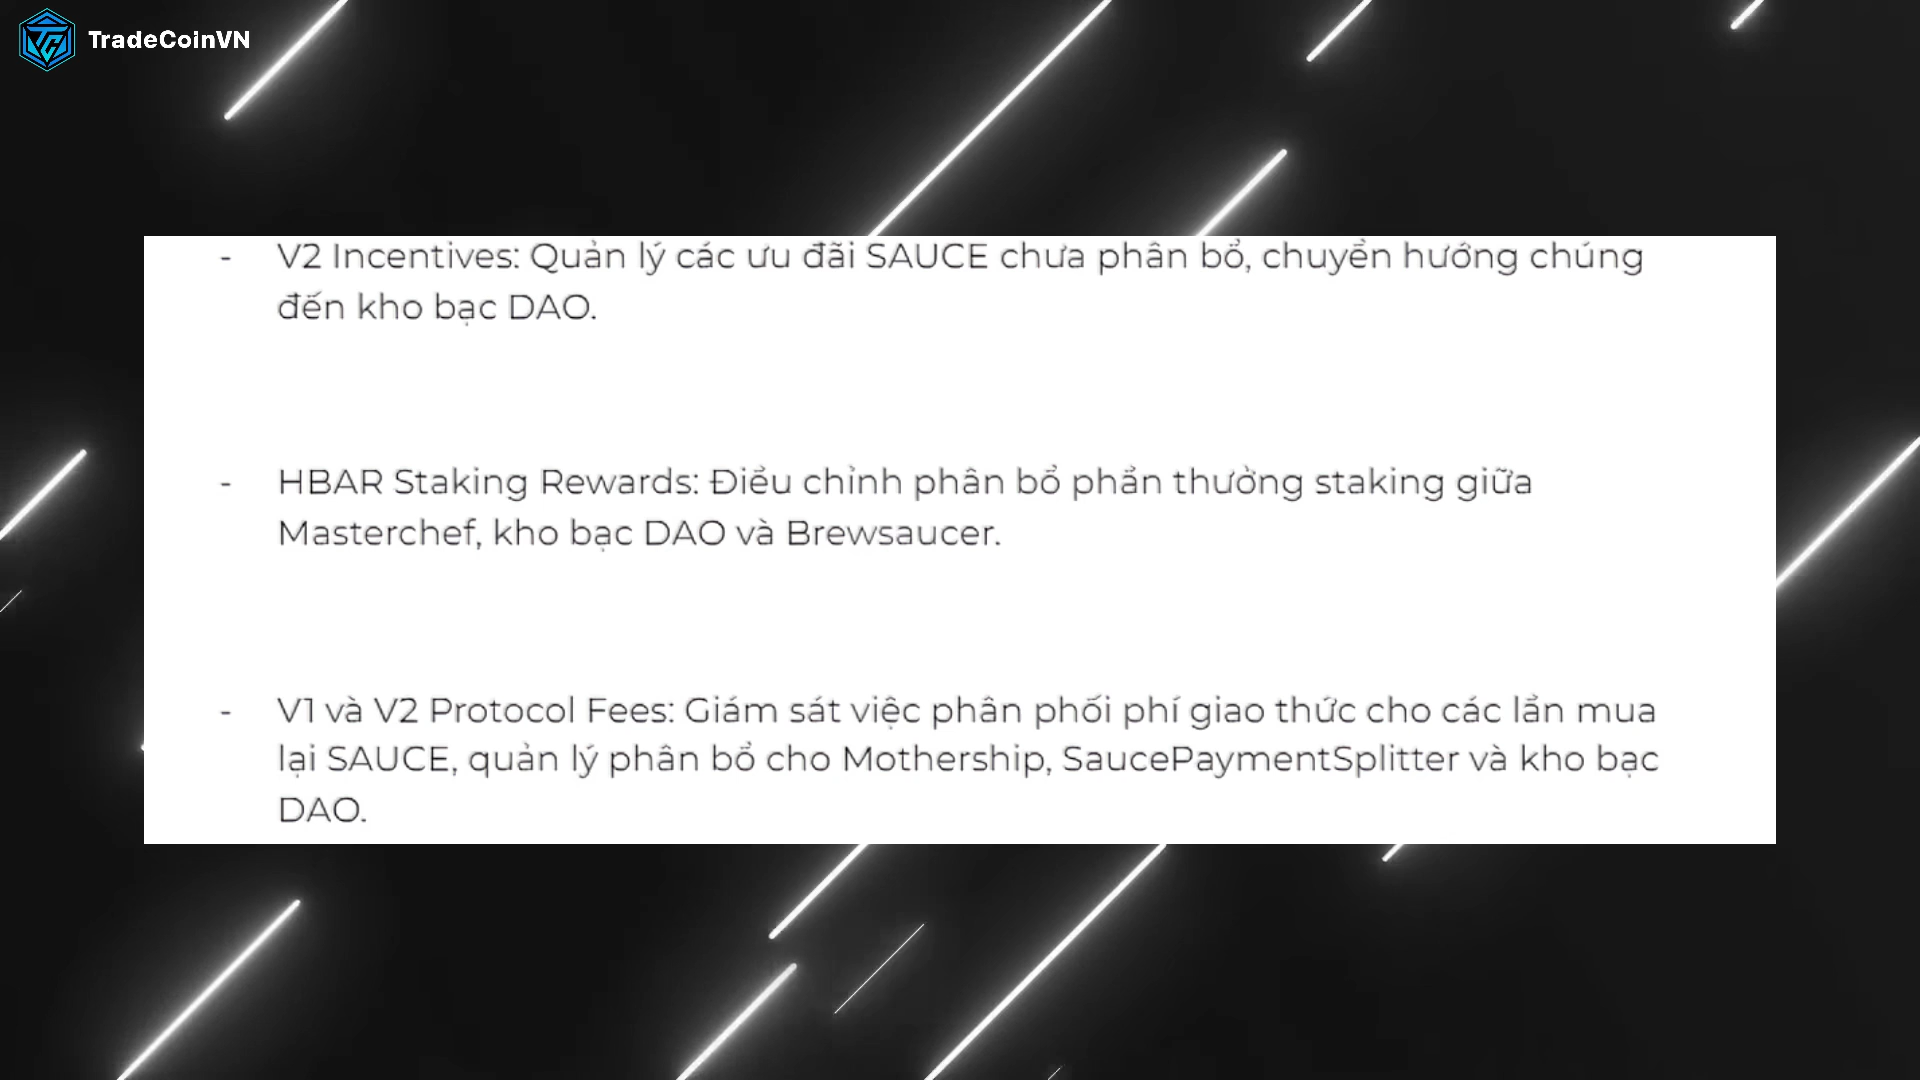 TradeCoinVN
- V2 Incentives: Quản lý các ưu đãi SAUCE chưa phân bổ, chuyển hướng chúng
đến kho bạc DAO.
- HBAR Staking Rewards: Điều chỉnh phân bổ phần thưởng staking giữa
Masterchef, kho bạc DAO và Brewsaucer.
- V1 và V2 Protocol Fees: Giám sát việc phân phối phí giao thức cho các lần mua
lại SAUCE, quản lý phân bổ cho Mothership, SaucePaymentSplitter và kho bạc
DAO.